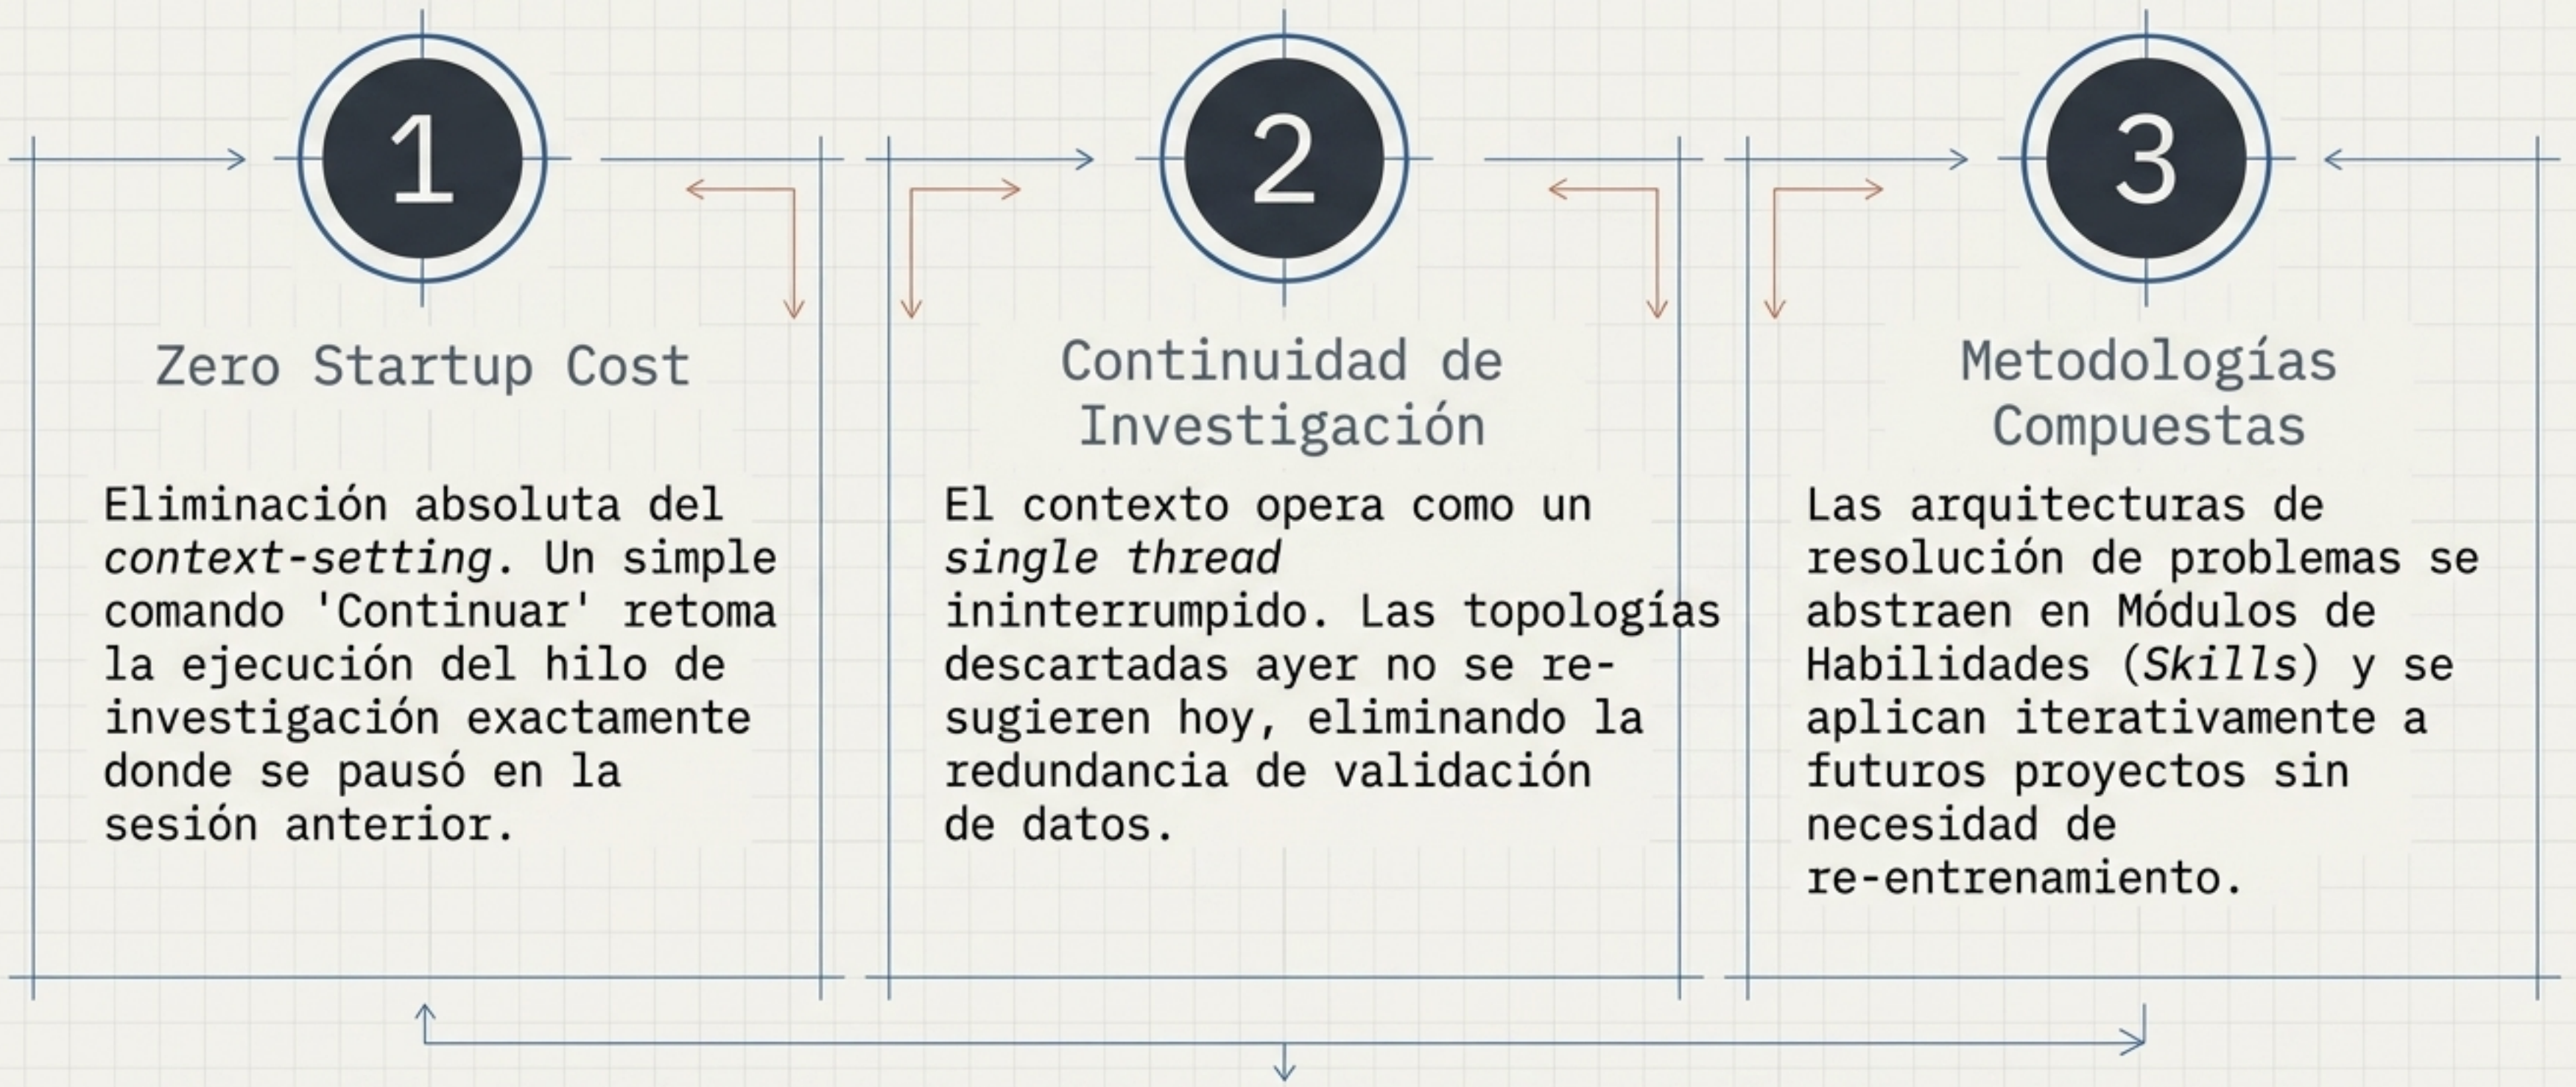 1
Zero Startup Cost
Eliminación absoluta del
context-setting. Un simple
comando 'Continuar' retoma
la ejecución del hilo de
investigación exactamente
donde se pausó en la
sesión anterior.
2
Continuidad de
Investigación
El contexto opera como un
single thread
ininterrumpido. Las topologías
descartadas ayer no se re-
sugieren hoy, eliminando la
redundancia de validación
de datos.
3
Metodologías
Compuestas
Las arquitecturas de
resolución de problemas se
abstraen en Módulos de
Habilidades (Skills) y se
aplican iterativamente a
futuros proyectos sin
necesidad de
re-entrenamiento.